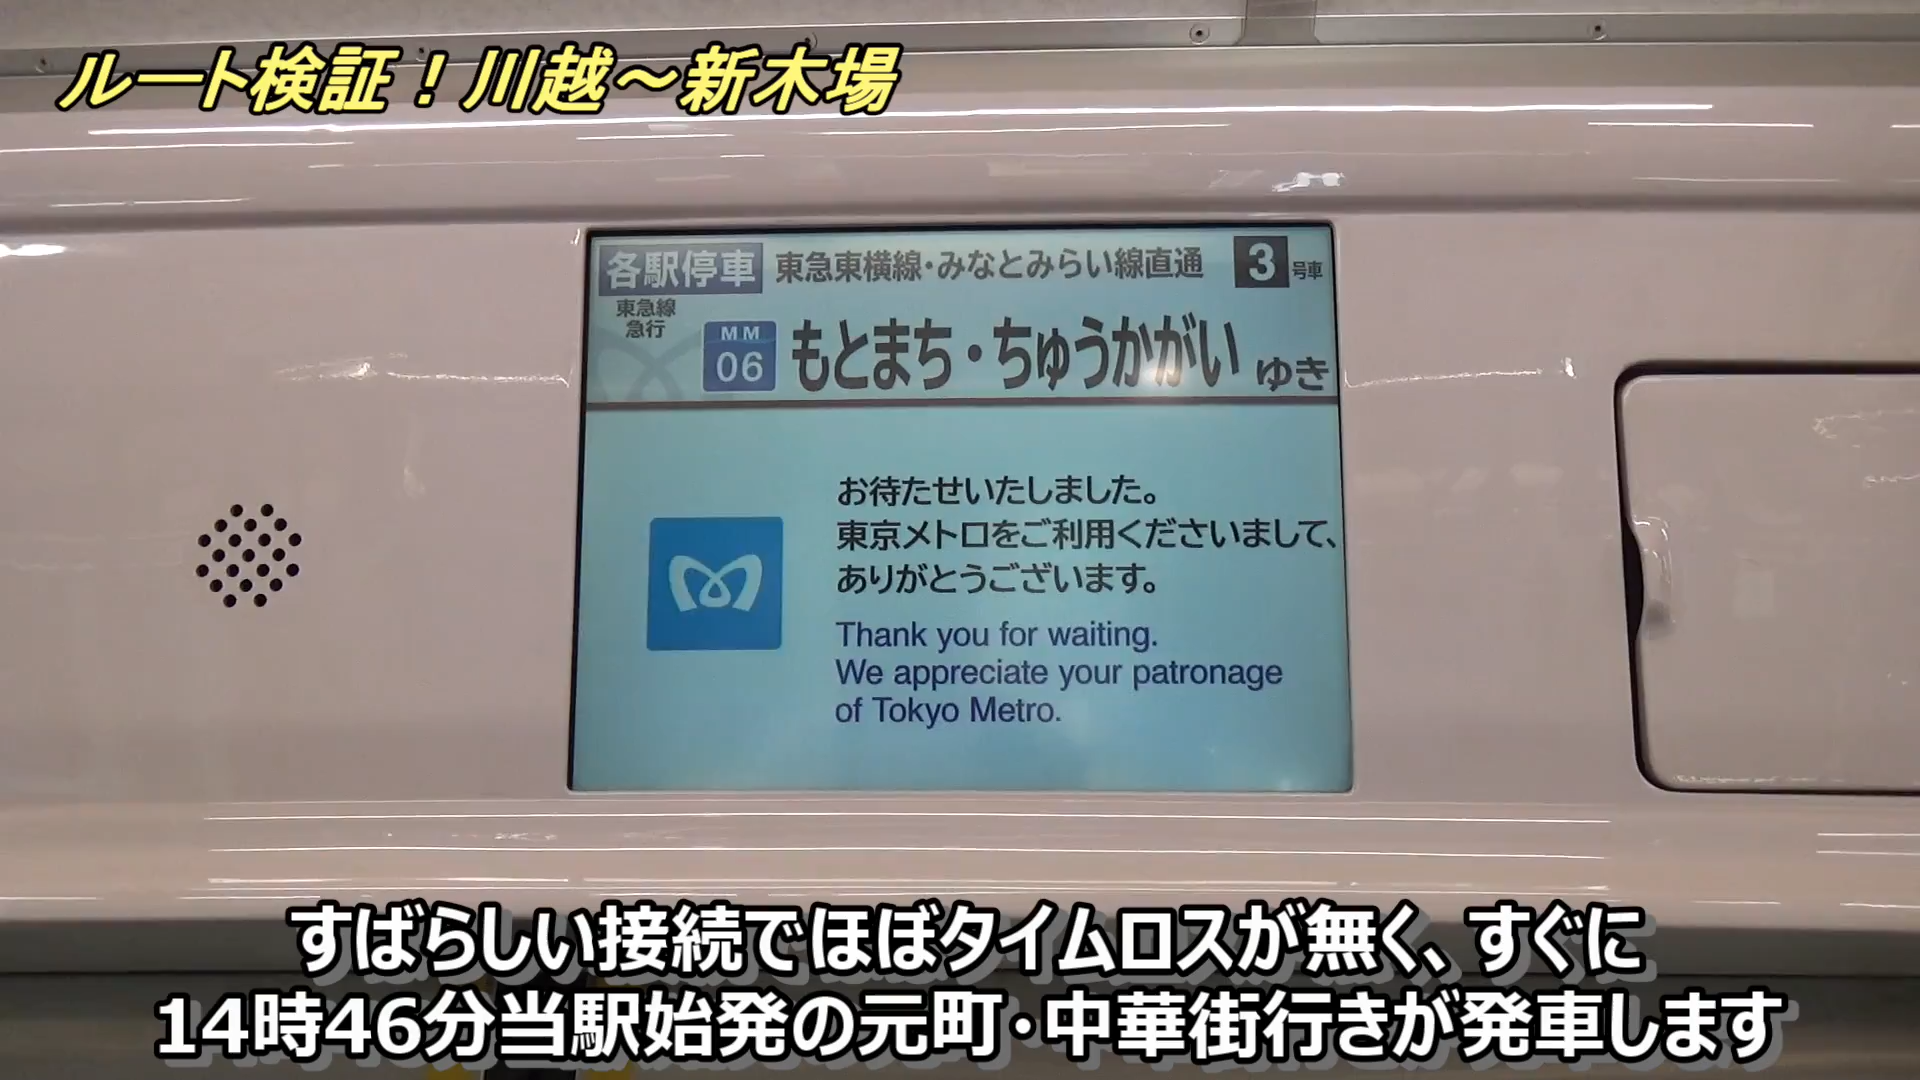 ルート検証！川越～新木場
各駅停車 東急東横線・みなとみらい線直通 3号車
東急線
急行
MM
06 もとまち・ちゅうかがい ゆき
お待たせいたしました。
東京メトロをご利用くださいまして、
ありがとうございます。
Thank you for waiting.
We appreciate your patronage
of Tokyo Metro.
すばらしい接続でほぼタイムロスが無く、すぐに
14時46分当駅始発の元町・中華街行きが発車します